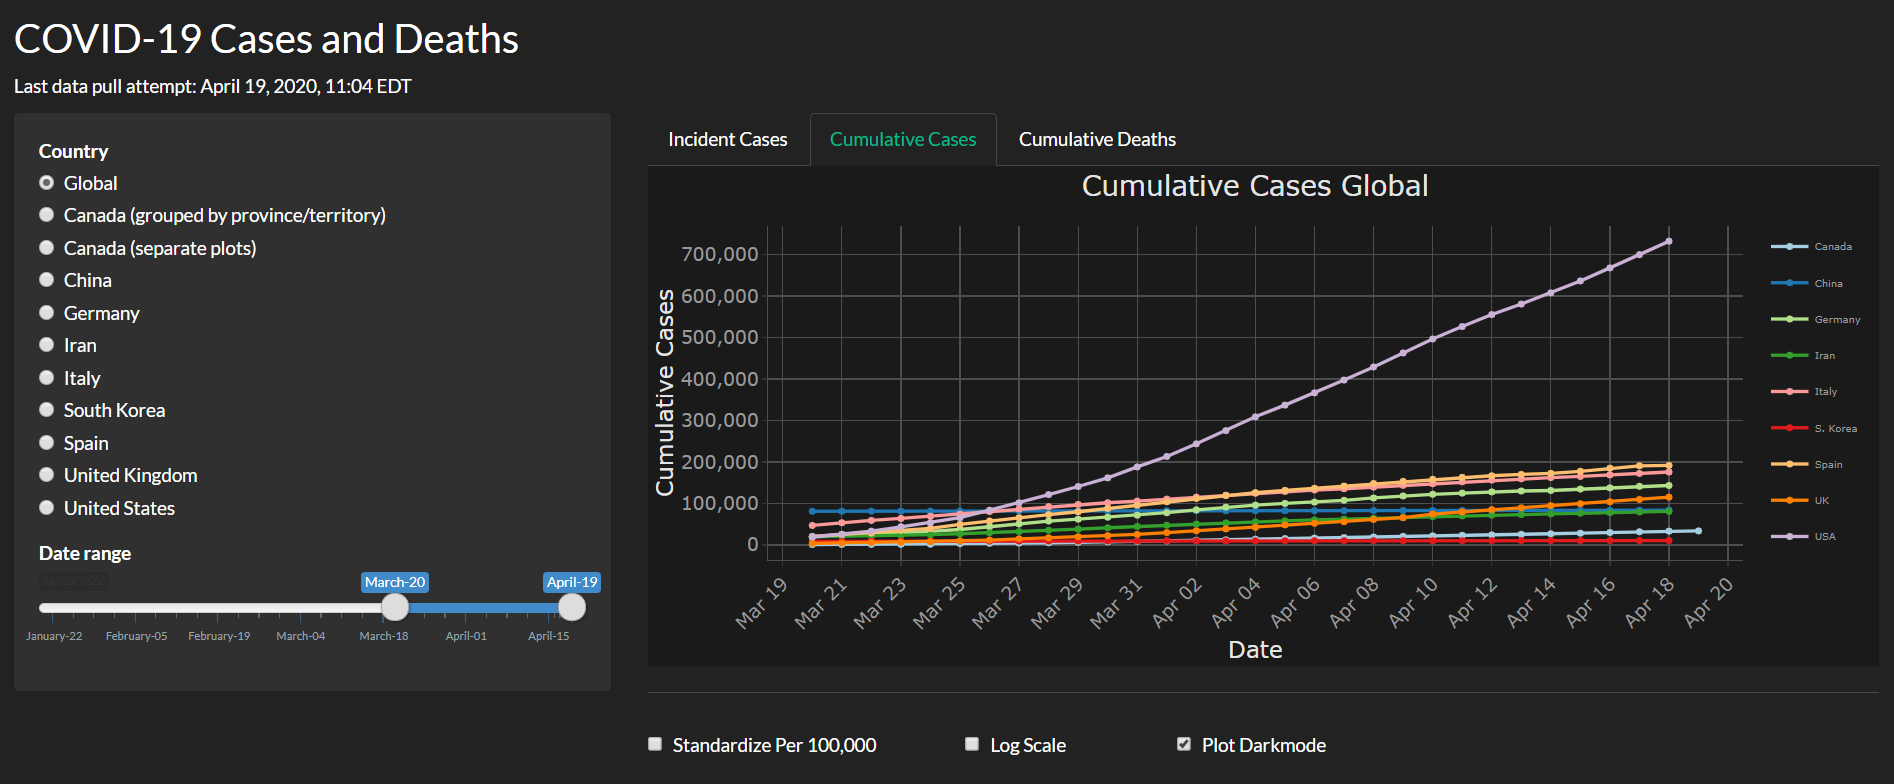 COVID-19 Cases and Deaths
Last data pull attempt: April 19, 2020, 11:04 EDT
Country
Global
Canada (grouped by province/territory)
Canada (separate plots)
China
Germany
Iran
Italy
South Korea
Spain
United Kingdom
United States
Date range
January-22
March-20
April-19
January-22
February-05
February-19
March-04
March-18
April-01
April-15
Incident Cases
Cumulative Cases
Cumulative Deaths
Cumulative Cases Global
Cumulative Cases
700,000
600,000
500,000
400,000
300,000
200,000
100,000
0
Mar 19
Mar 21
Mar 23
Mar 25
Mar 27
Mar 29
Mar 31
Apr 02
Apr 04
Apr 06
Apr 08
Apr 10
Apr 12
Apr 14
Apr 16
Apr 18
Apr 20
Date
Canada
China
Germany
Iran
Italy
S. Korea
Spain
UK
USA
Standardize Per 100,000
Log Scale
Plot Darkmode